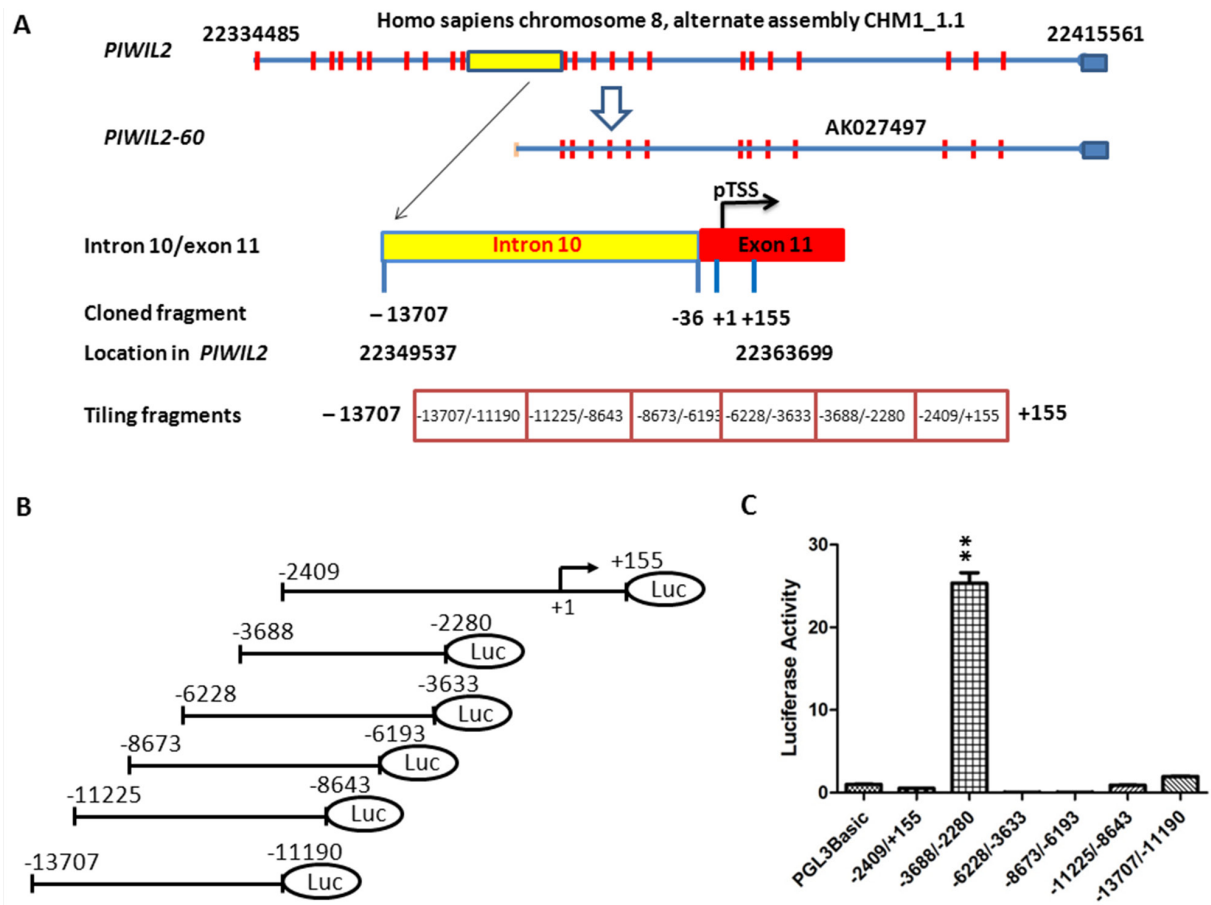 A
Homo sapiens chromosome 8, alternate assembly CHM1_1.1
22334485
22415561
PIWIL2
PIWIL2-60
AK027497
pTSS
Intron 10/exon 11
Intron 10
Exon 11
Cloned fragment
– 13707
-36 +1 +155
Location in PIWIL2
22349537
22363699
Tiling fragments
– 13707
-13707/-11190
-11225/-8643
-8673/-6193
-6228/-3633
-3688/-2280
-2409/+155
+155
B
-2409
+155
+1
Luc
-3688
-2280
Luc
-6228
-3633
Luc
-8673
-6193
Luc
-11225
-8643
Luc
-13707
-11190
Luc
C
Luciferase Activity
30
20
10
0
**
PGL3Basic
-2409/+155
-3688/-2280
-6228/-3633
-8673/-6193
-11225/-8643
-13707/-11190